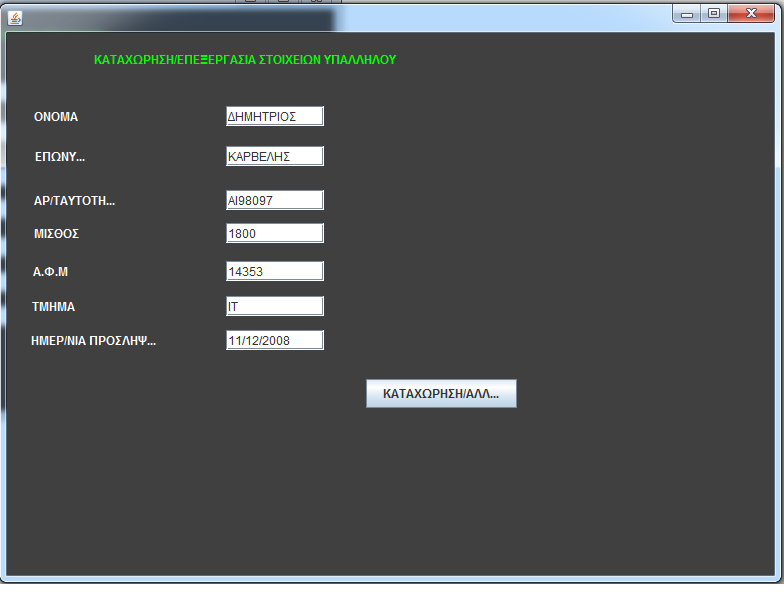 ΚΑΤΑΧΩΡΗΣΗ/ΕΠΕΞΕΡΓΑΣΙΑ ΣΤΟΙΧΕΙΩΝ ΥΠΑΛΛΗΛΟΥ
ΟΝΟΜΑ ΔΗΜΗΤΡΙΟΣ
ΕΠΩΝΥ... ΚΑΡΒΕΛΗΣ
ΑΡ/ΤΑΥΤΟΤΗ... ΑΙ98097
ΜΙΣΘΟΣ 1800
Α.Φ.Μ 14353
ΤΜΗΜΑ IT
ΗΜΕΡ/ΝΙΑ ΠΡΟΣΛΗΨ... 11/12/2008
ΚΑΤΑΧΩΡΗΣΗ/ΑΛΛ...